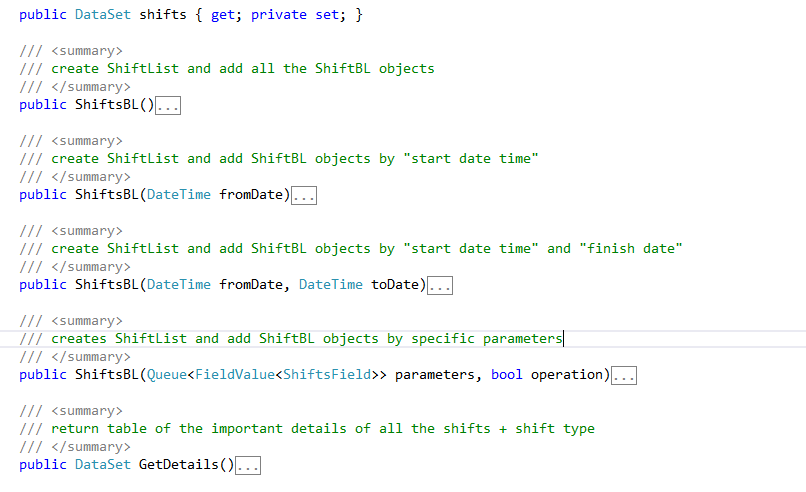 public DataSet shifts { get; private set; }
/// <summary>
/// create ShiftList and add all the ShiftBL objects
/// </summary>
public ShiftsBL()...
/// <summary>
/// create ShiftList and add ShiftBL objects by "start date time"
/// </summary>
public ShiftsBL(DateTime fromDate)...
/// <summary>
/// create ShiftList and add ShiftBL objects by "start date time" and "finish date"
/// </summary>
public ShiftsBL(DateTime fromDate, DateTime toDate)...
/// <summary>
/// creates ShiftList and add ShiftBL objects by specific parameters
/// </summary>
public ShiftsBL(Queue<FieldValue<ShiftsField>> parameters, bool operation)...
/// <summary>
/// return table of the important details of all the shifts + shift type
/// </summary>
public DataSet GetDetails()...